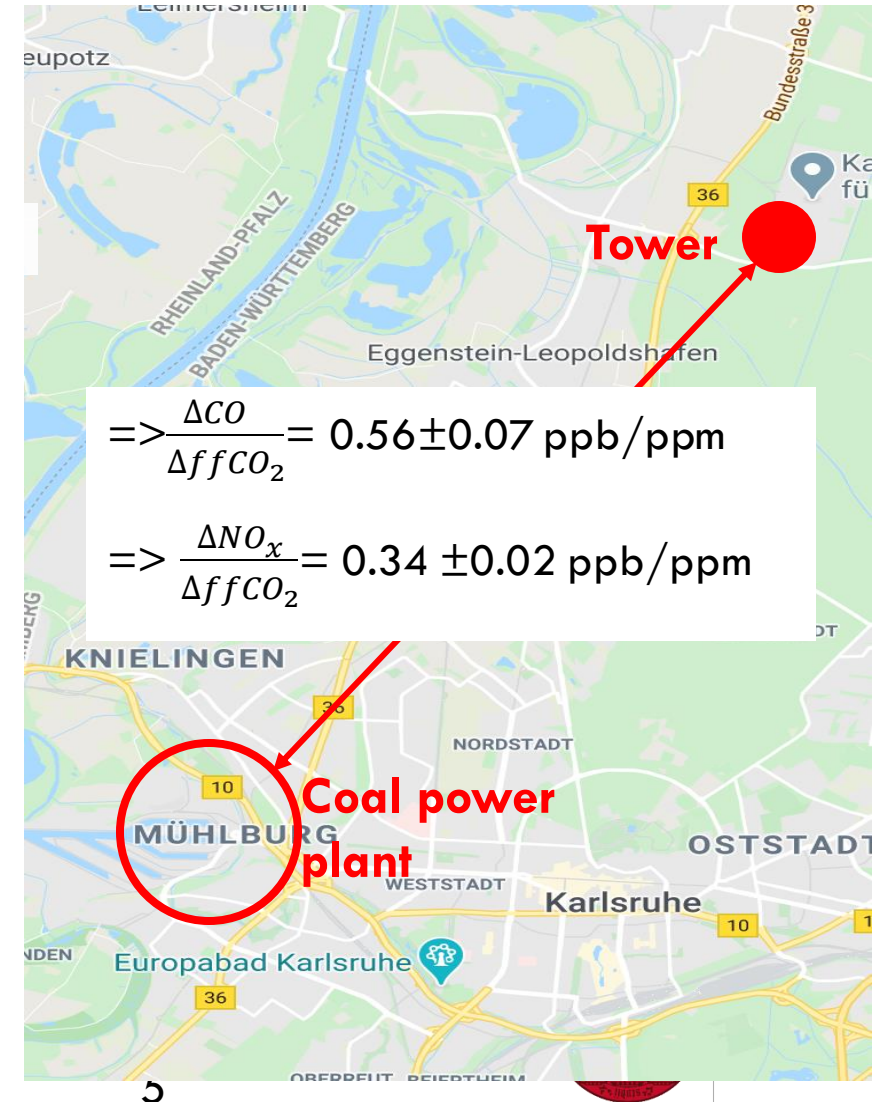 Leimersheim
eupotz
Bundesstraße 3
Ka
fü
36
Tower
RHEINLAND-PFALZ
BADEN-WÜRTTEMBERG
Eggenstein-Leopoldshafen
=> ΔCO / ΔffCO₂ = 0.56±0.07 ppb/ppm
=> ΔNOₓ / ΔffCO₂ = 0.34 ±0.02 ppb/ppm
KNIELINGEN
36
NORDSTADT
10
Coal power
plant
MÜHLBURG
OSTSTADT
WESTSTADT
Karlsruhe
10
1
NDEN
Europabad Karlsruhe
36
OBERREUT
BEIERTHEIM
5